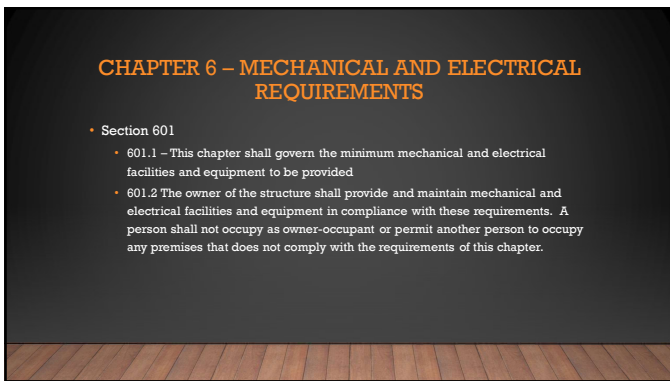 CHAPTER 6 – MECHANICAL AND ELECTRICAL
REQUIREMENTS
• Section 601
• 601.1 – This chapter shall govern the minimum mechanical and electrical
facilities and equipment to be provided
• 601.2 The owner of the structure shall provide and maintain mechanical and
electrical facilities and equipment in compliance with these requirements.  A
person shall not occupy as owner-occupant or permit another person to occupy
any premises that does not comply with the requirements of this chapter.